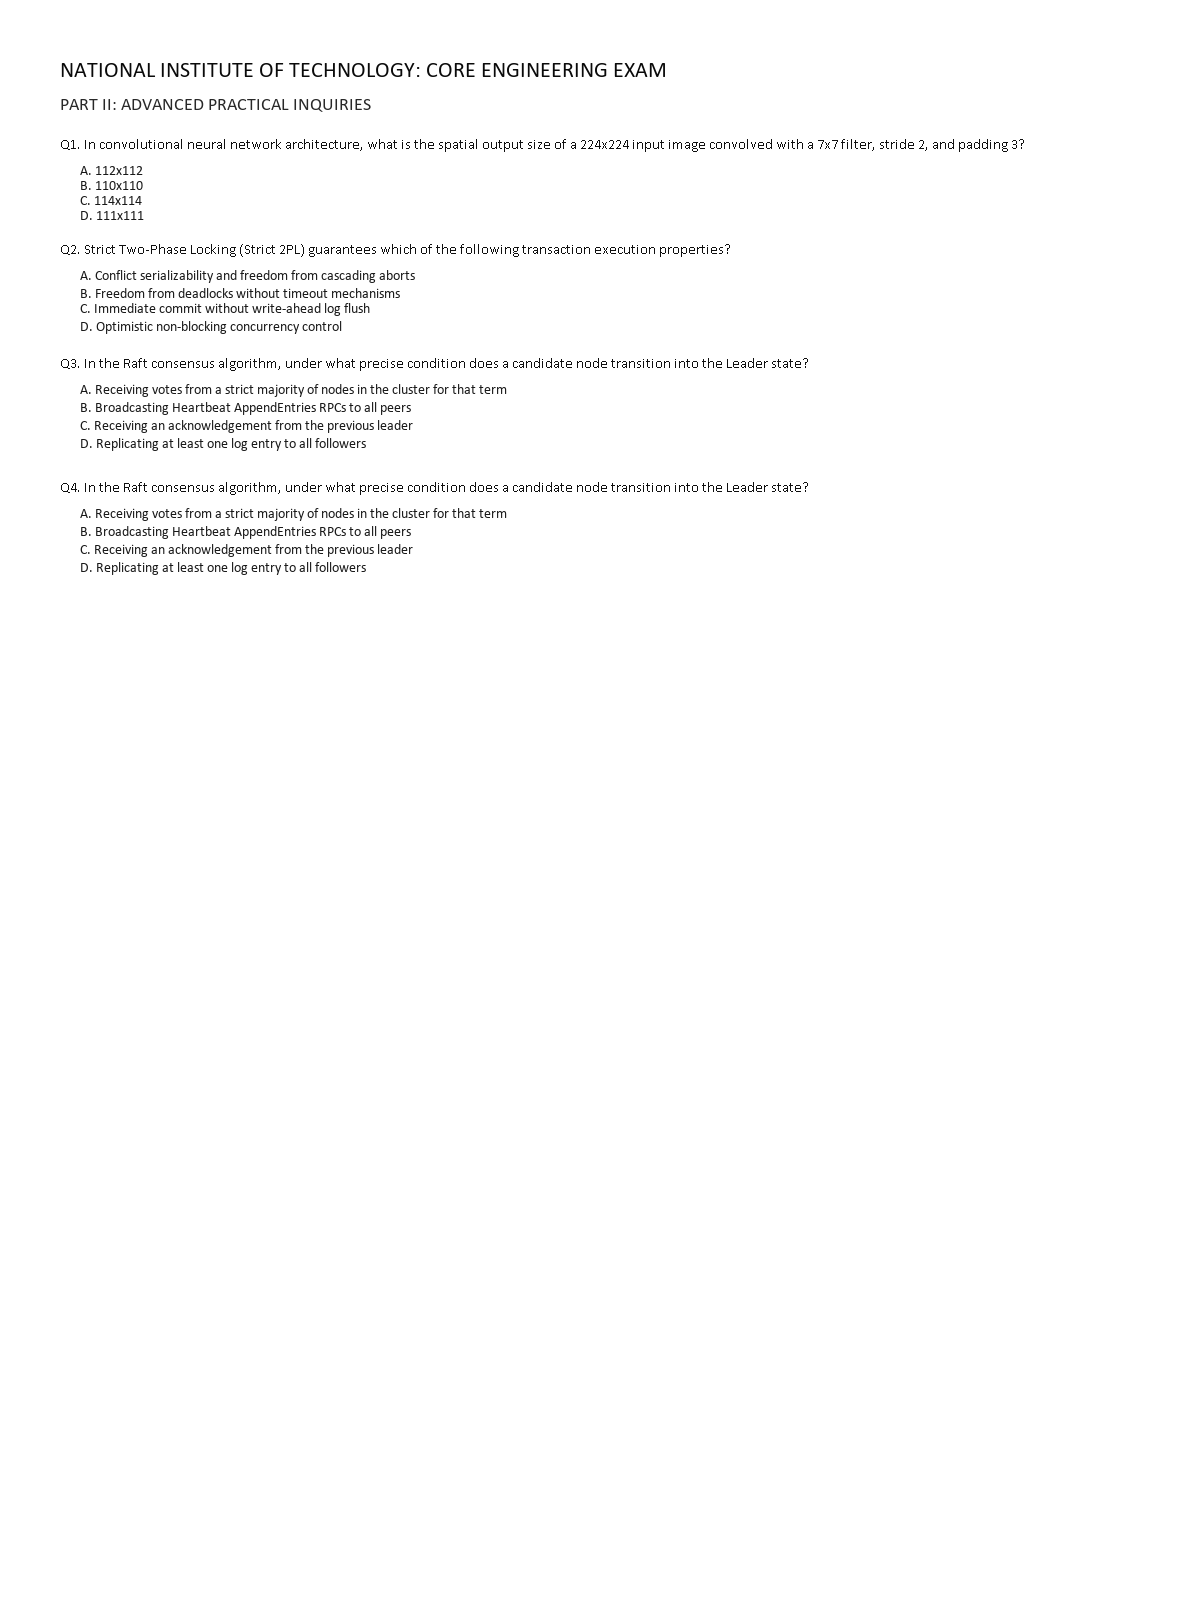 NATIONAL INSTITUTE OF TECHNOLOGY: CORE ENGINEERING EXAM
PART II: ADVANCED PRACTICAL INQUIRIES
Q1. In convolutional neural network architecture, what is the spatial output size of a 224x224 input image convolved with a 7x7 filter, stride 2, and padding 3?
A. 112x112
B. 110x110
C. 114x114
D. 111x111
Q2. Strict Two-Phase Locking (Strict 2PL) guarantees which of the following transaction execution properties?
A. Conflict serializability and freedom from cascading aborts
B. Freedom from deadlocks without timeout mechanisms
C. Immediate commit without write-ahead log flush
D. Optimistic non-blocking concurrency control
Q3. In the Raft consensus algorithm, under what precise condition does a candidate node transition into the Leader state?
A. Receiving votes from a strict majority of nodes in the cluster for that term
B. Broadcasting Heartbeat AppendEntries RPCs to all peers
C. Receiving an acknowledgement from the previous leader
D. Replicating at least one log entry to all followers
Q4. In the Raft consensus algorithm, under what precise condition does a candidate node transition into the Leader state?
A. Receiving votes from a strict majority of nodes in the cluster for that term
B. Broadcasting Heartbeat AppendEntries RPCs to all peers
C. Receiving an acknowledgement from the previous leader
D. Replicating at least one log entry to all followers